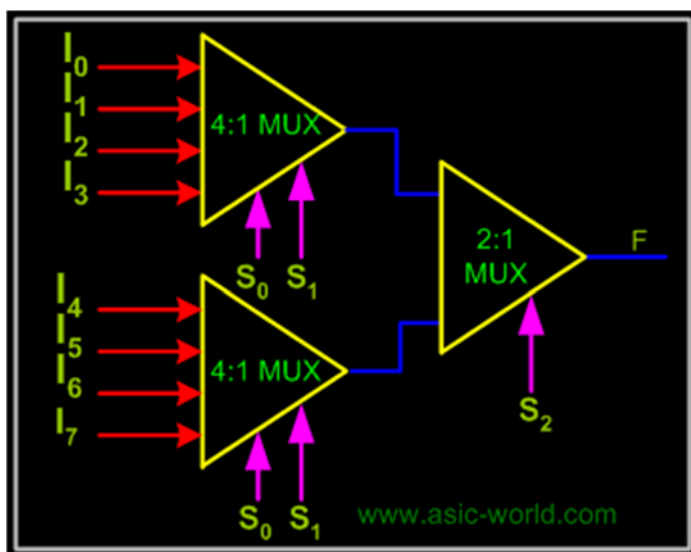 I0
I1
I2
I3
4:1 MUX
S0 S1
2:1
MUX
F
S2
I4
I5
I6
I7
4:1 MUX
S0 S1
www.asic-world.com